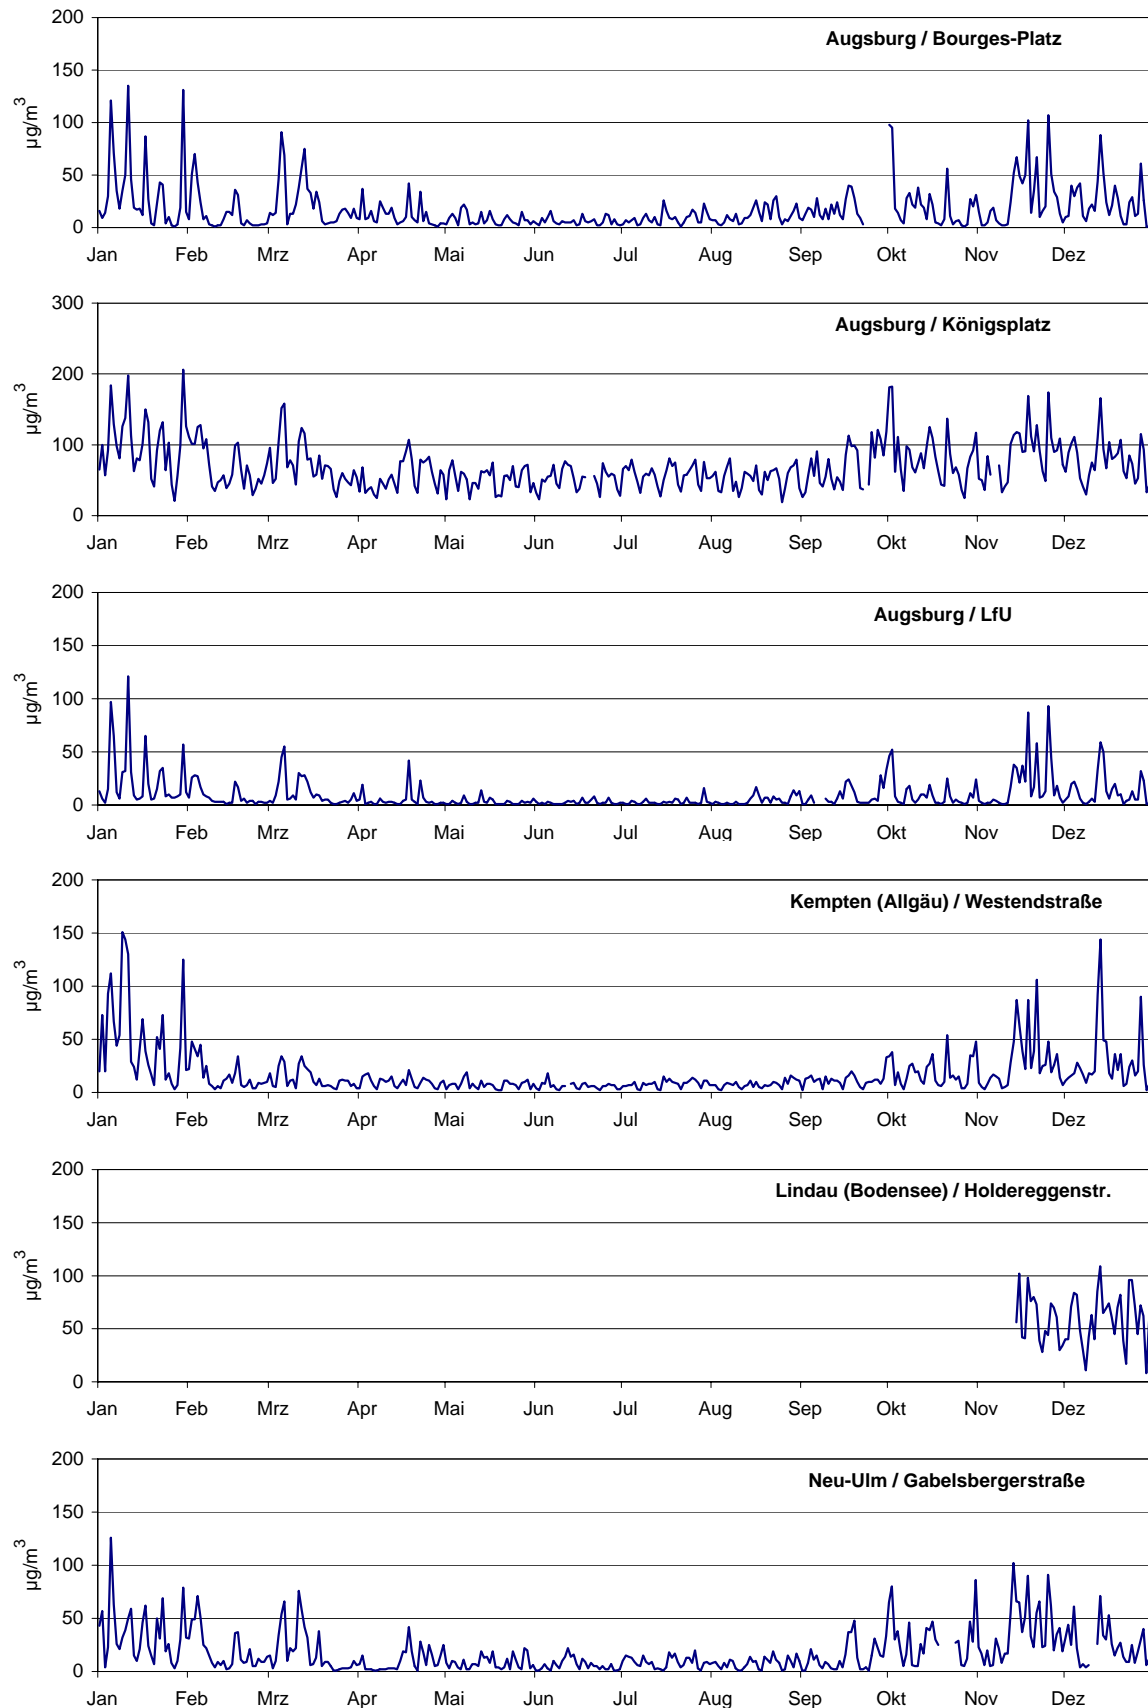 200
Augsburg / Bourges-Platz
150
100
50
0
µg/m³
Jan Feb Mrz Apr Mai Jun Jul Aug Sep Okt Nov Dez
300
Augsburg / Königsplatz
200
100
0
µg/m³
Jan Feb Mrz Apr Mai Jun Jul Aug Sep Okt Nov Dez
200
Augsburg / LfU
150
100
50
0
µg/m³
Jan Feb Mrz Apr Mai Jun Jul Aug Sep Okt Nov Dez
200
Kempten (Allgäu) / Westendstraße
150
100
50
0
µg/m³
Jan Feb Mrz Apr Mai Jun Jul Aug Sep Okt Nov Dez
200
Lindau (Bodensee) / Holdereggenstr.
150
100
50
0
µg/m³
Jan Feb Mrz Apr Mai Jun Jul Aug Sep Okt Nov Dez
200
Neu-Ulm / Gabelsbergerstraße
150
100
50
0
µg/m³
Jan Feb Mrz Apr Mai Jun Jul Aug Sep Okt Nov Dez